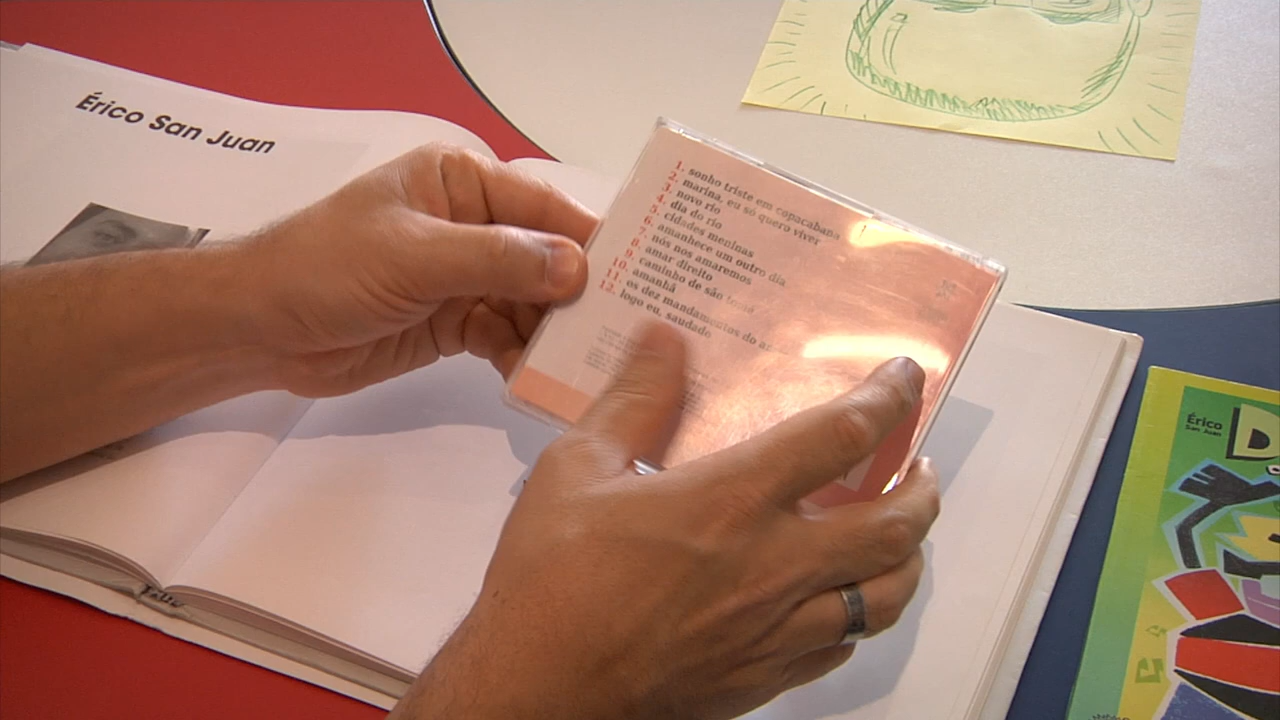 Érico San Juan
1. sonho triste em copacabana
2. marina, eu só quero viver
3. novo rio
4. dia do rio
5. cidades meninas
6. amanhece um outro dia
7. nós nos amaremos
8. amar direito
9. caminho de são tomé
10. amanhã
11. os dez mandamentos do
12. logo eu, saudade
Érico
San Juan
D